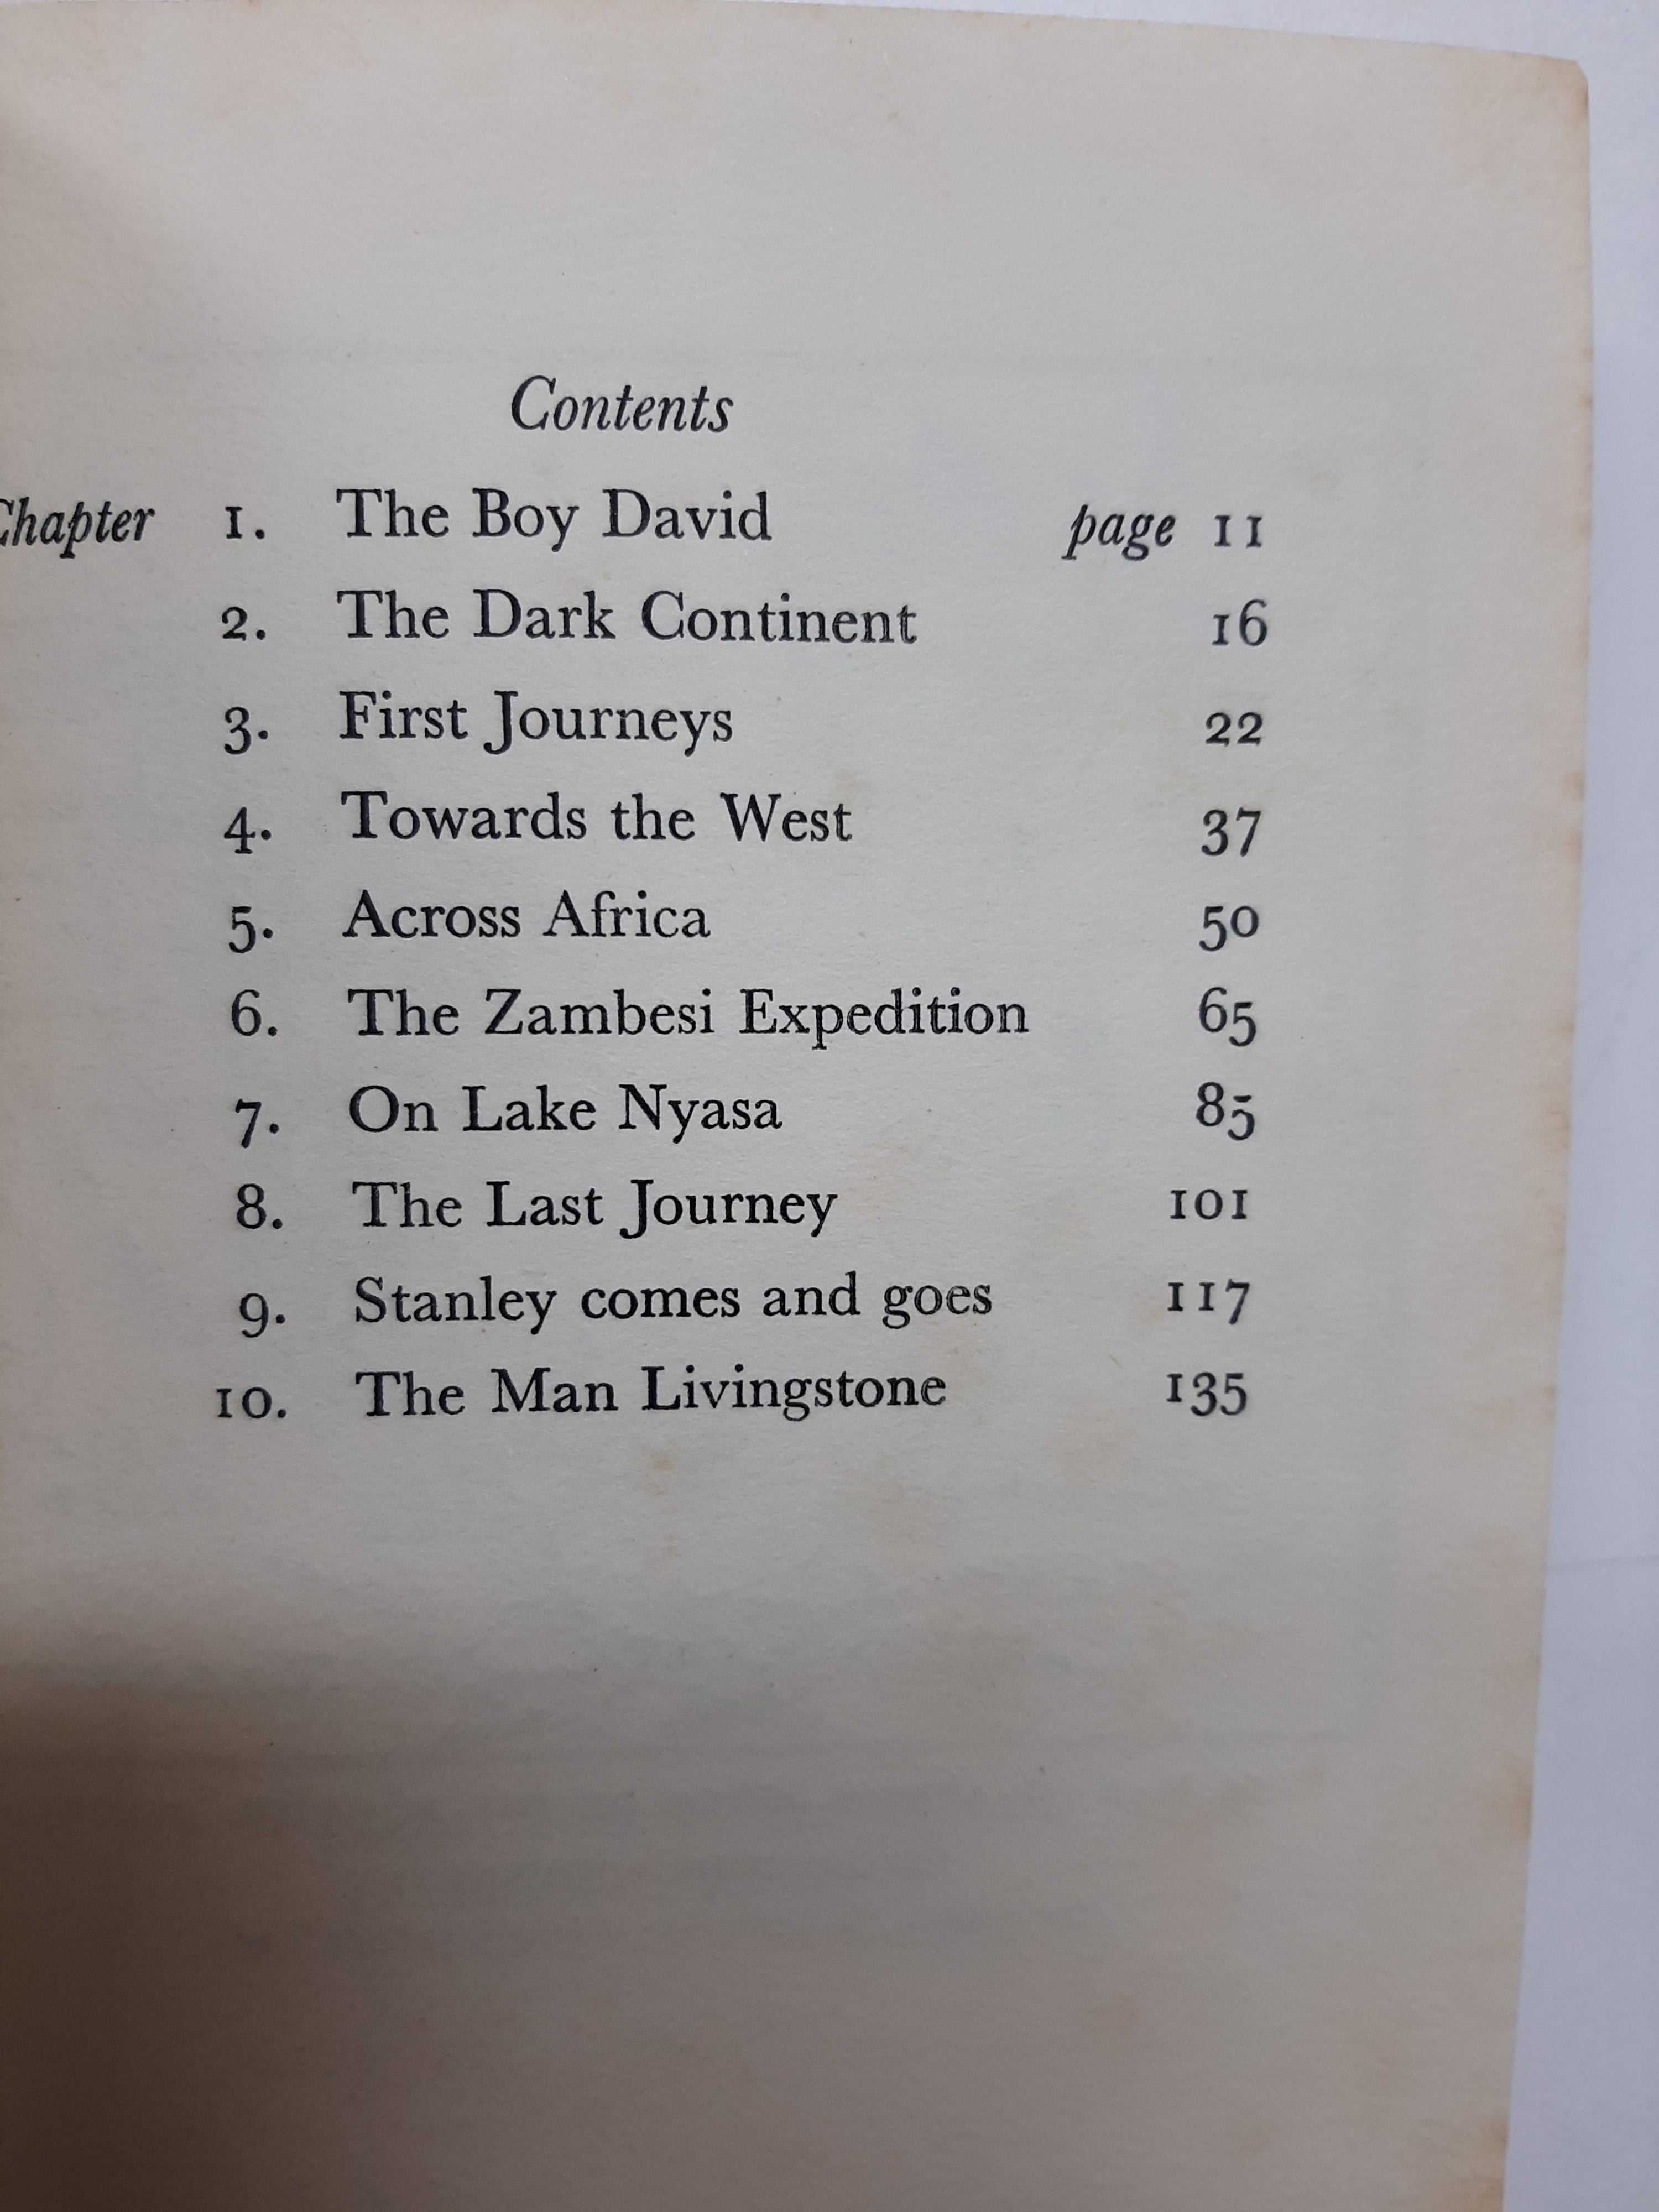 Contents
Chapter 1. The Boy David page 11
2. The Dark Continent 16
3. First Journeys 22
4. Towards the West 37
5. Across Africa 50
6. The Zambesi Expedition 65
7. On Lake Nyasa 85
8. The Last Journey 101
9. Stanley comes and goes 117
10. The Man Livingstone 135